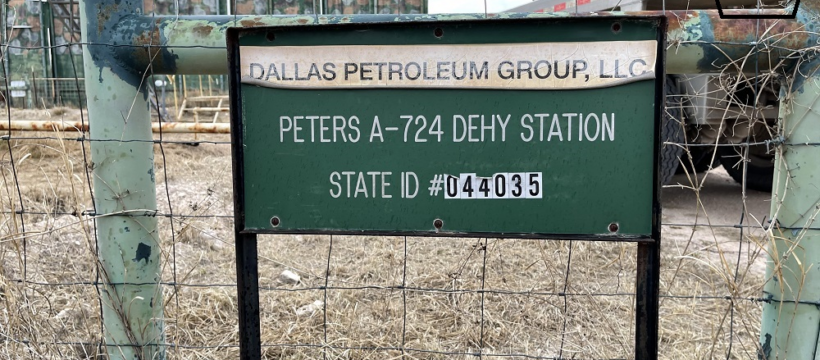 DALLAS PETROLEUM GROUP, LLC
PETERS A-724 DEHY STATION
STATE ID #044035